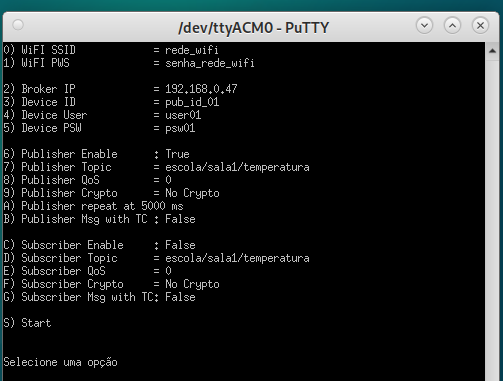 /dev/ttyACM0 - PuTTY
0) WiFI SSID = rede_wifi
1) WiFI PWS = senha_rede_wifi
2) Broker IP = 192.168.0.47
3) Device ID = pub_id_01
4) Device User = user01
5) Device PSW = psw01
6) Publisher Enable : True
7) Publisher Topic = escola/sala1/temperatura
8) Publisher QoS = 0
9) Publisher Crypto = No Crypto
A) Publisher repeat at 5000 ms
B) Publisher Msg with TC : False
C) Subscriber Enable : False
D) Subscriber Topic = escola/sala1/temperatura
E) Subscriber QoS = 0
F) Subscriber Crypto = No Crypto
G) Subscriber Msg with TC: False
S) Start
Selecione uma opção